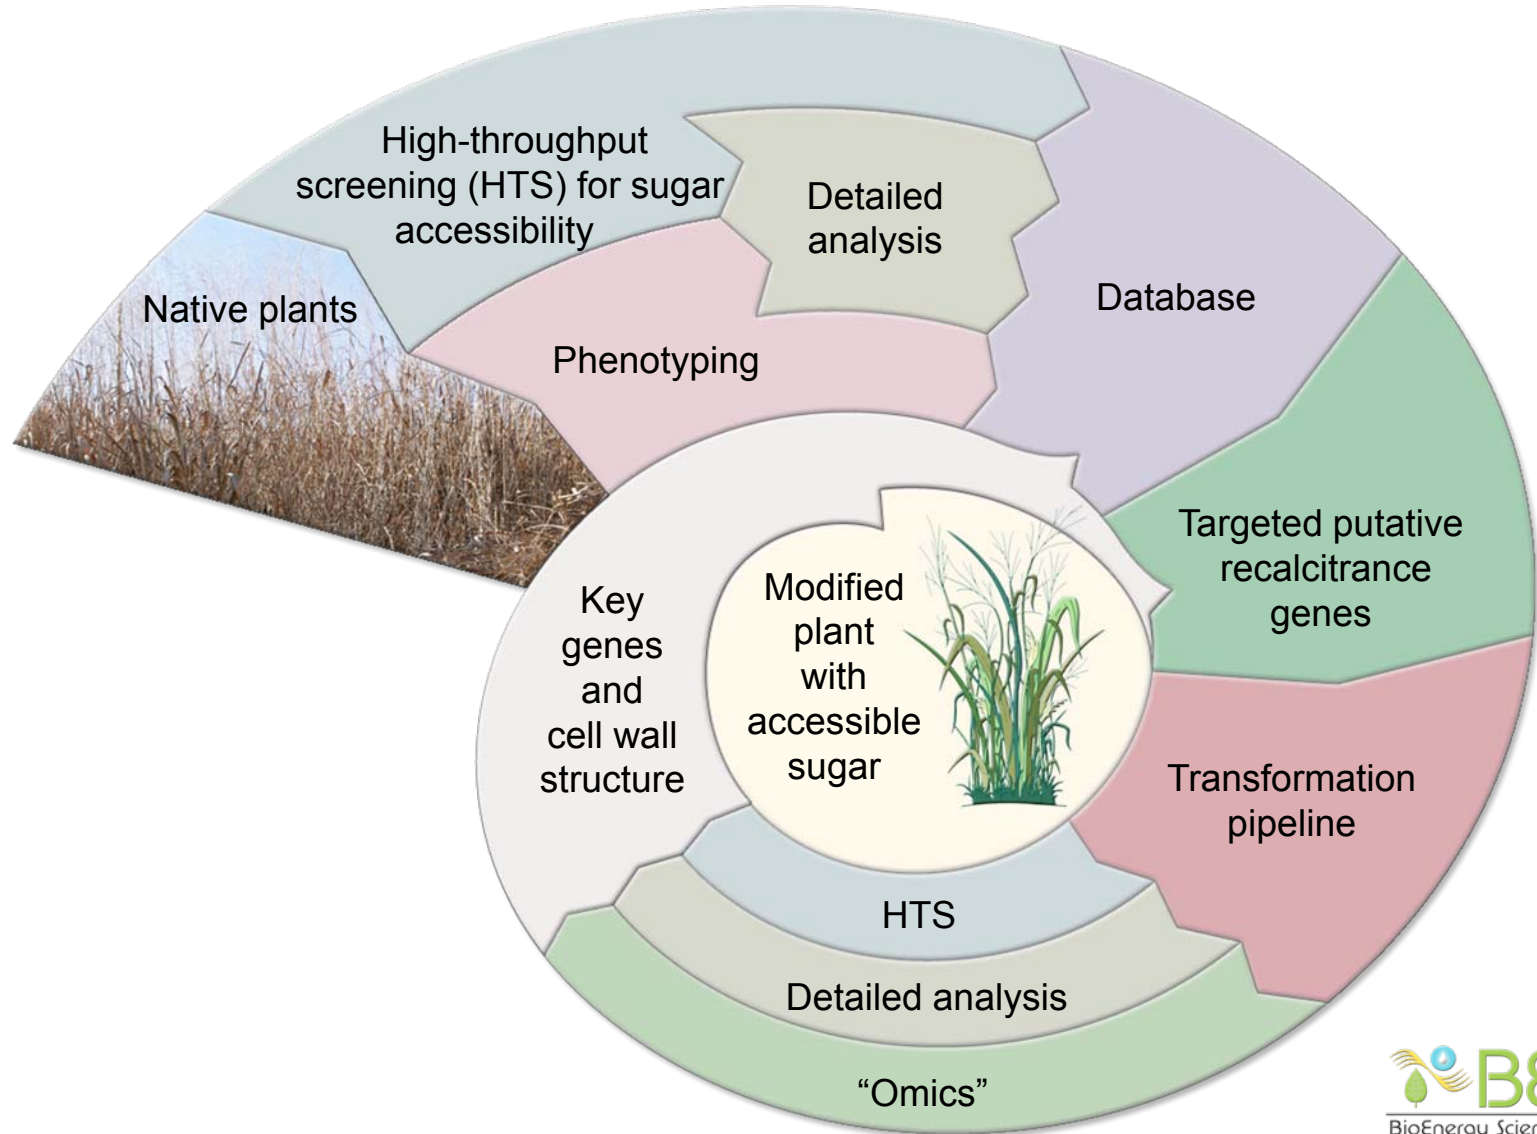 High-throughput
screening (HTS) for sugar
accessibility
Detailed
analysis
Native plants
Database
Phenotyping
Targeted putative
recalcitrance
genes
Key
genes
and
cell wall
structure
Modified
plant
with
accessible
sugar
Transformation
pipeline
HTS
Detailed analysis
“Omics”
BioEnergy